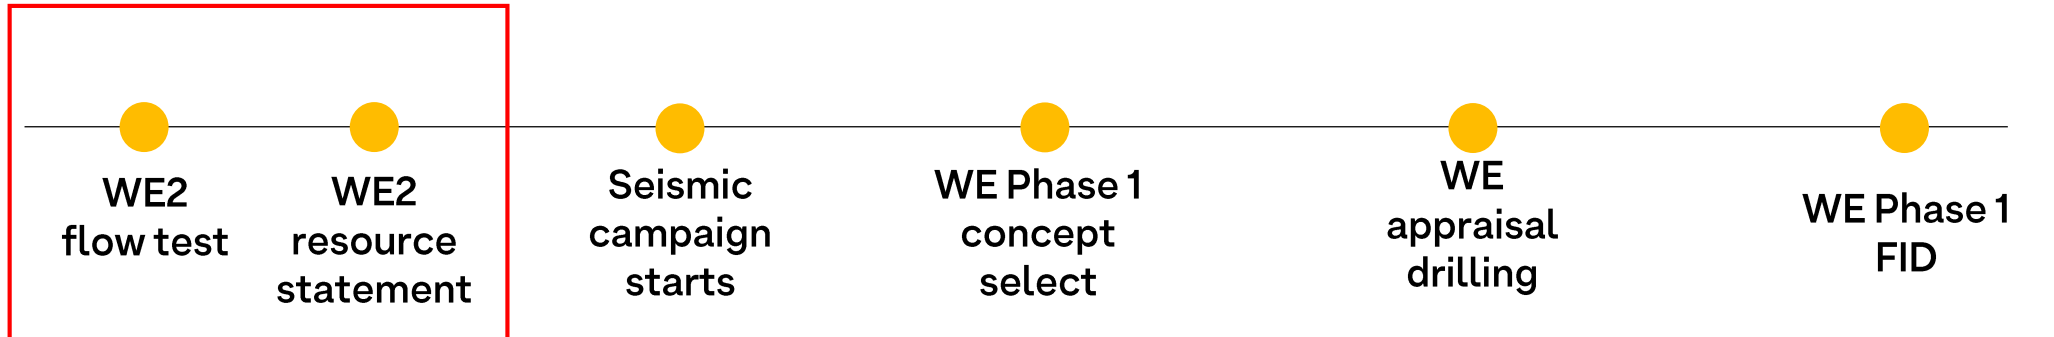 WE2
flow test
WE2
resource
statement
Seismic
campaign
starts
WE Phase 1
concept
select
WE
appraisal
drilling
WE Phase 1
FID